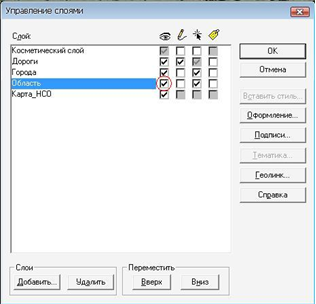 Управление слоями
Слой:
Косметический слой
Дороги
Города
Область
Карта_НСО
OK
Отмена
Вставить стиль...
Оформление...
Подписи...
Тематика...
Геолинк...
Справка
Слои
Добавить...
Удалить
Переместить
Вверх
Вниз